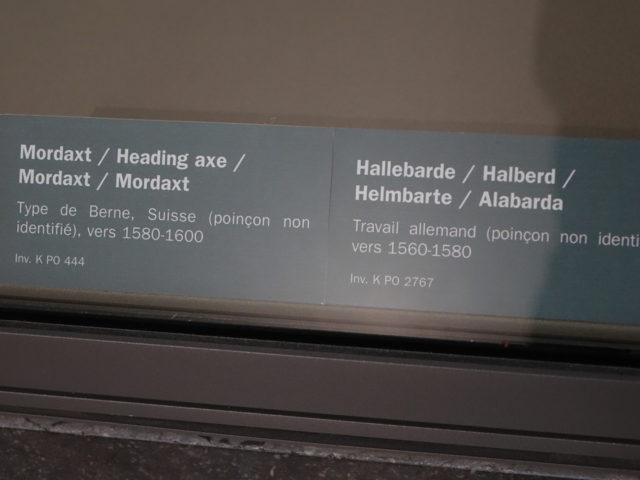 Mordaxt / Heading axe /
Mordaxt / Mordaxt
Type de Berne, Suisse (poinçon non
identifié), vers 1580-1600
Inv. K PO 444
Hallebarde / Halberd /
Helmbarte / Alabarda
Travail allemand (poinçon non identi
vers 1560-1580
Inv. K PO 2767